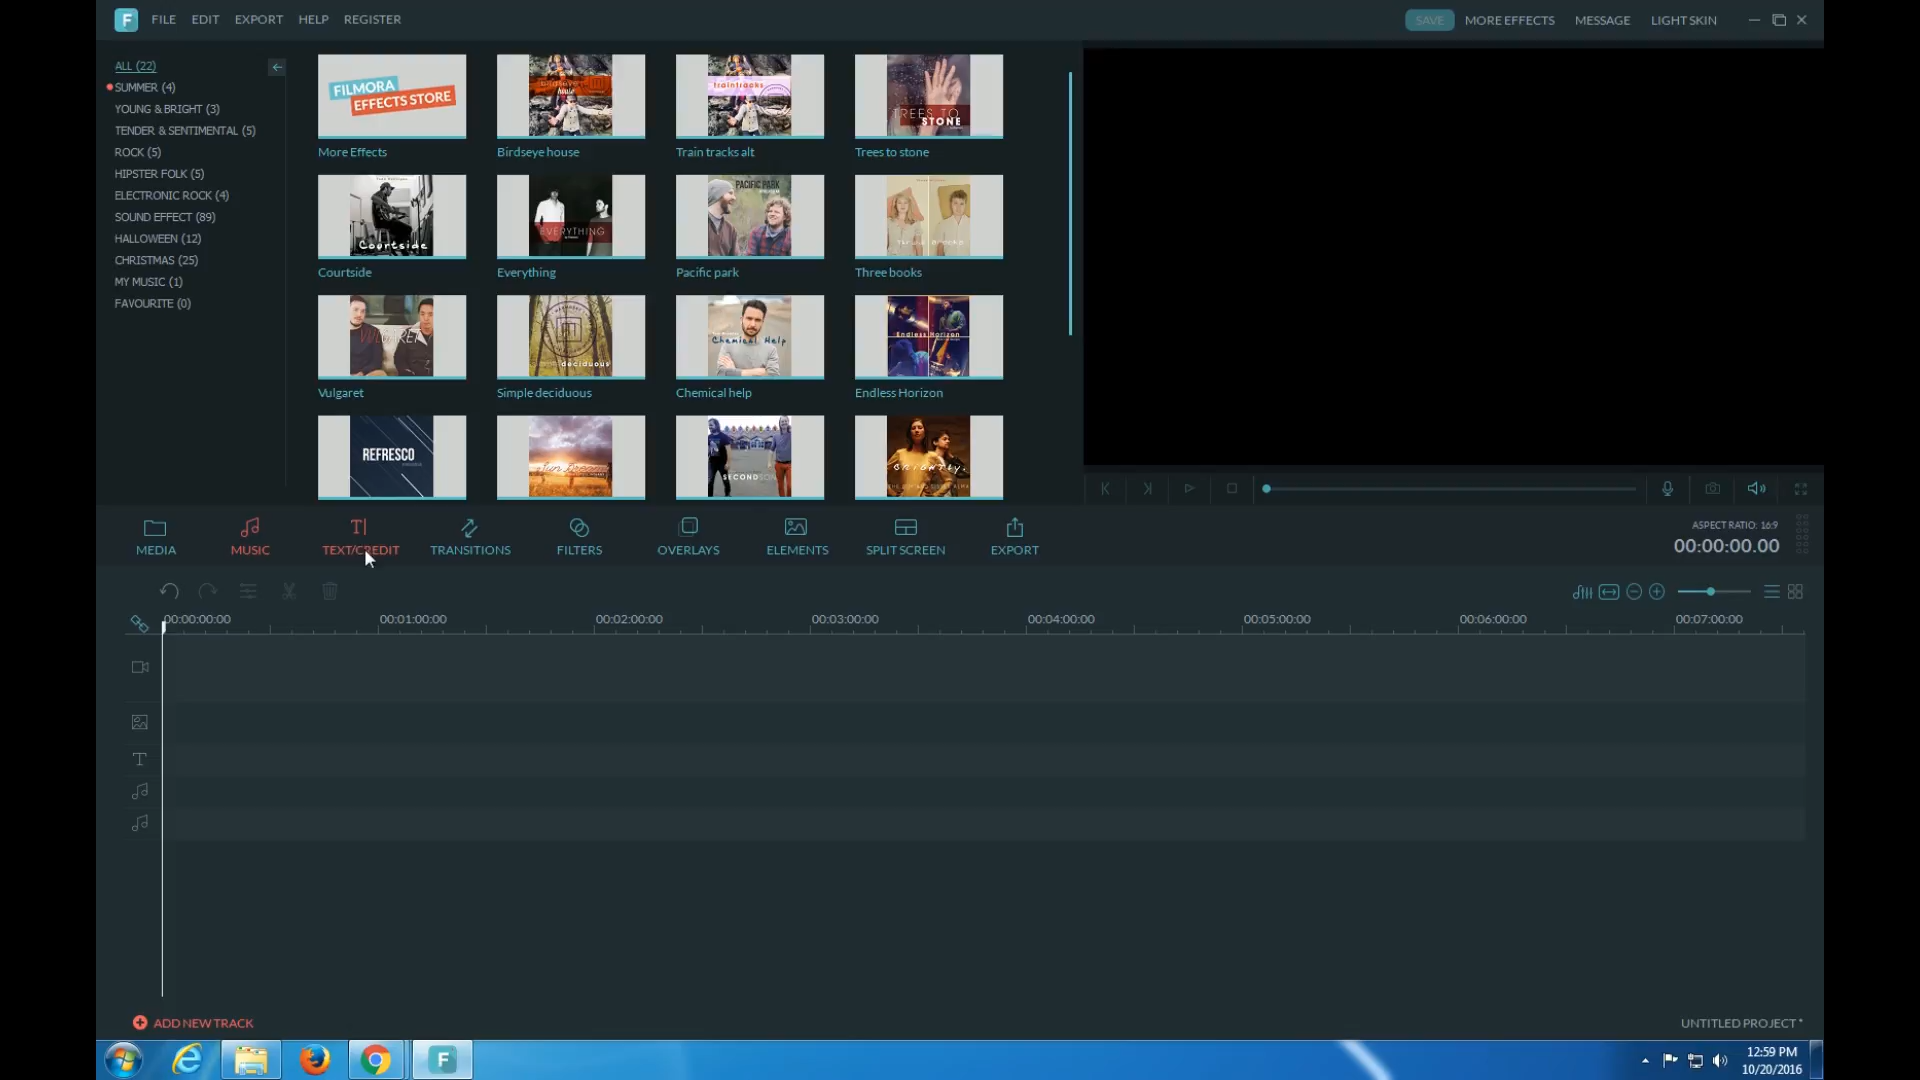 F FILE EDIT EXPORT HELP REGISTER SAVE MORE EFFECTS MESSAGE LIGHT SKIN
ALL (22)
SUMMER (4)
YOUNG & BRIGHT (3)
TENDER & SENTIMENTAL (5)
ROCK (5)
HIPSTER FOLK (5)
ELECTRONIC ROCK (4)
SOUND EFFECT (89)
HALLOWEEN (12)
CHRISTMAS (25)
MY MUSIC (1)
FAVOURITE (0)
FILMORA
EFFECTS STORE
house
traintracks
TREES TO
STONE
More Effects Birdseye house Train tracks alt Trees to stone
Courtside
EVERYTHING
PACIFIC PARK
Courtside Everything Pacific park Three books
deciduous
Chemical Help
Endless Horizon
Vulgaret Simple deciduous Chemical help Endless Horizon
REFRESCO
SECOND
BRIGHTLY.
MEDIA MUSIC TEXT/CREDIT TRANSITIONS FILTERS OVERLAYS ELEMENTS SPLIT SCREEN EXPORT
ASPECT RATIO: 16:9
00:00:00.00
00:00:00:00 00:01:00:00 00:02:00:00 00:03:00:00 00:04:00:00 00:05:00:00 00:06:00:00 00:07:00:00
T
ADD NEW TRACK UNTITLED PROJECT *
F
12:59 PM
10/20/2016